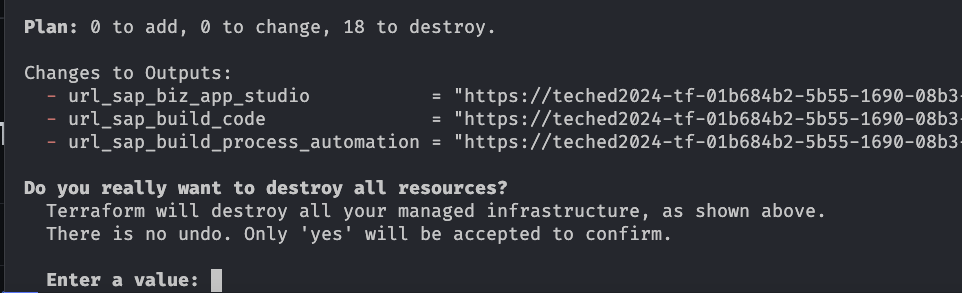 Plan: 0 to add, 0 to change, 18 to destroy.
Changes to Outputs:
- url_sap_biz_app_studio = "https://teched2024-tf-01b684b2-5b55-1690-08b3-
- url_sap_build_code = "https://teched2024-tf-01b684b2-5b55-1690-08b3-
- url_sap_build_process_automation = "https://teched2024-tf-01b684b2-5b55-1690-08b3-
Do you really want to destroy all resources?
Terraform will destroy all your managed infrastructure, as shown above.
There is no undo. Only 'yes' will be accepted to confirm.
Enter a value: